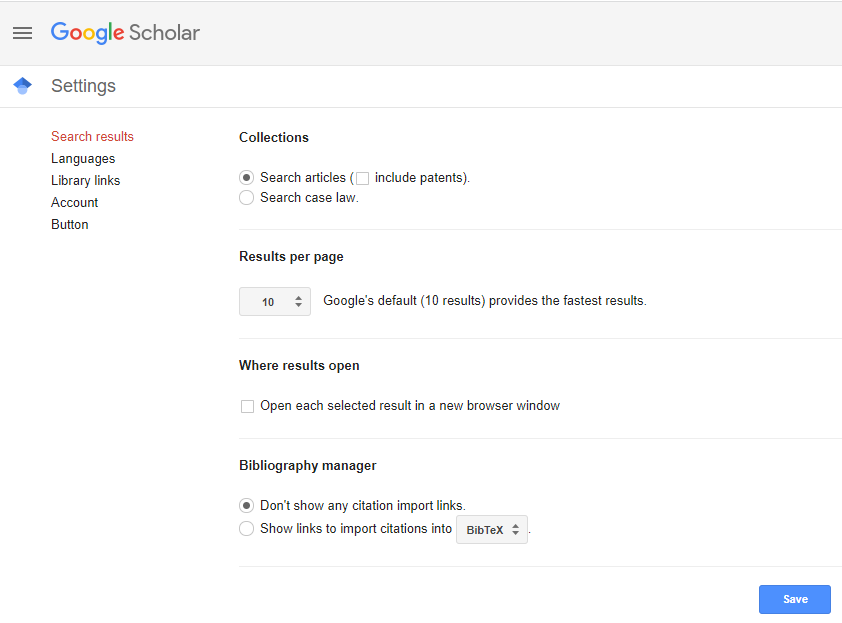 Google Scholar
Settings
Search results
Languages
Library links
Account
Button
Collections
Search articles ( include patents).
Search case law.
Results per page
10 Google's default (10 results) provides the fastest results.
Where results open
Open each selected result in a new browser window
Bibliography manager
Don't show any citation import links.
Show links to import citations into BibTeX .
Save